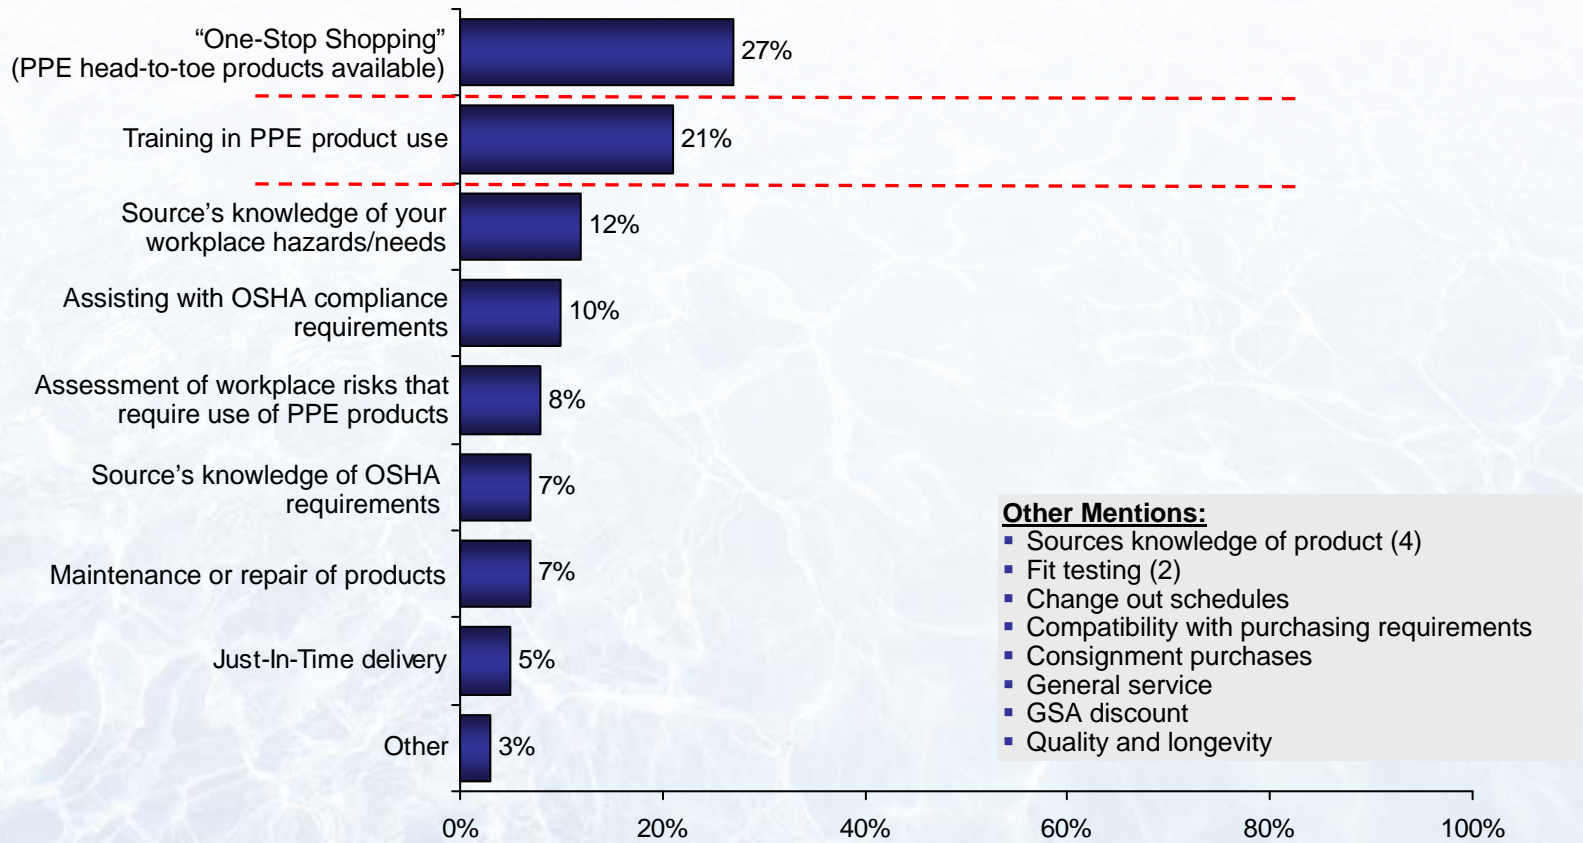 “One-Stop Shopping”
(PPE head-to-toe products available)
27%
Training in PPE product use
21%
Source’s knowledge of your
workplace hazards/needs
12%
Assisting with OSHA compliance
requirements
10%
Assessment of workplace risks that
require use of PPE products
8%
Source’s knowledge of OSHA
requirements
7%
Maintenance or repair of products
7%
Just-In-Time delivery
5%
Other
3%
0% 20% 40% 60% 80% 100%
Other Mentions:
▪ Sources knowledge of product (4)
▪ Fit testing (2)
▪ Change out schedules
▪ Compatibility with purchasing requirements
▪ Consignment purchases
▪ General service
▪ GSA discount
▪ Quality and longevity